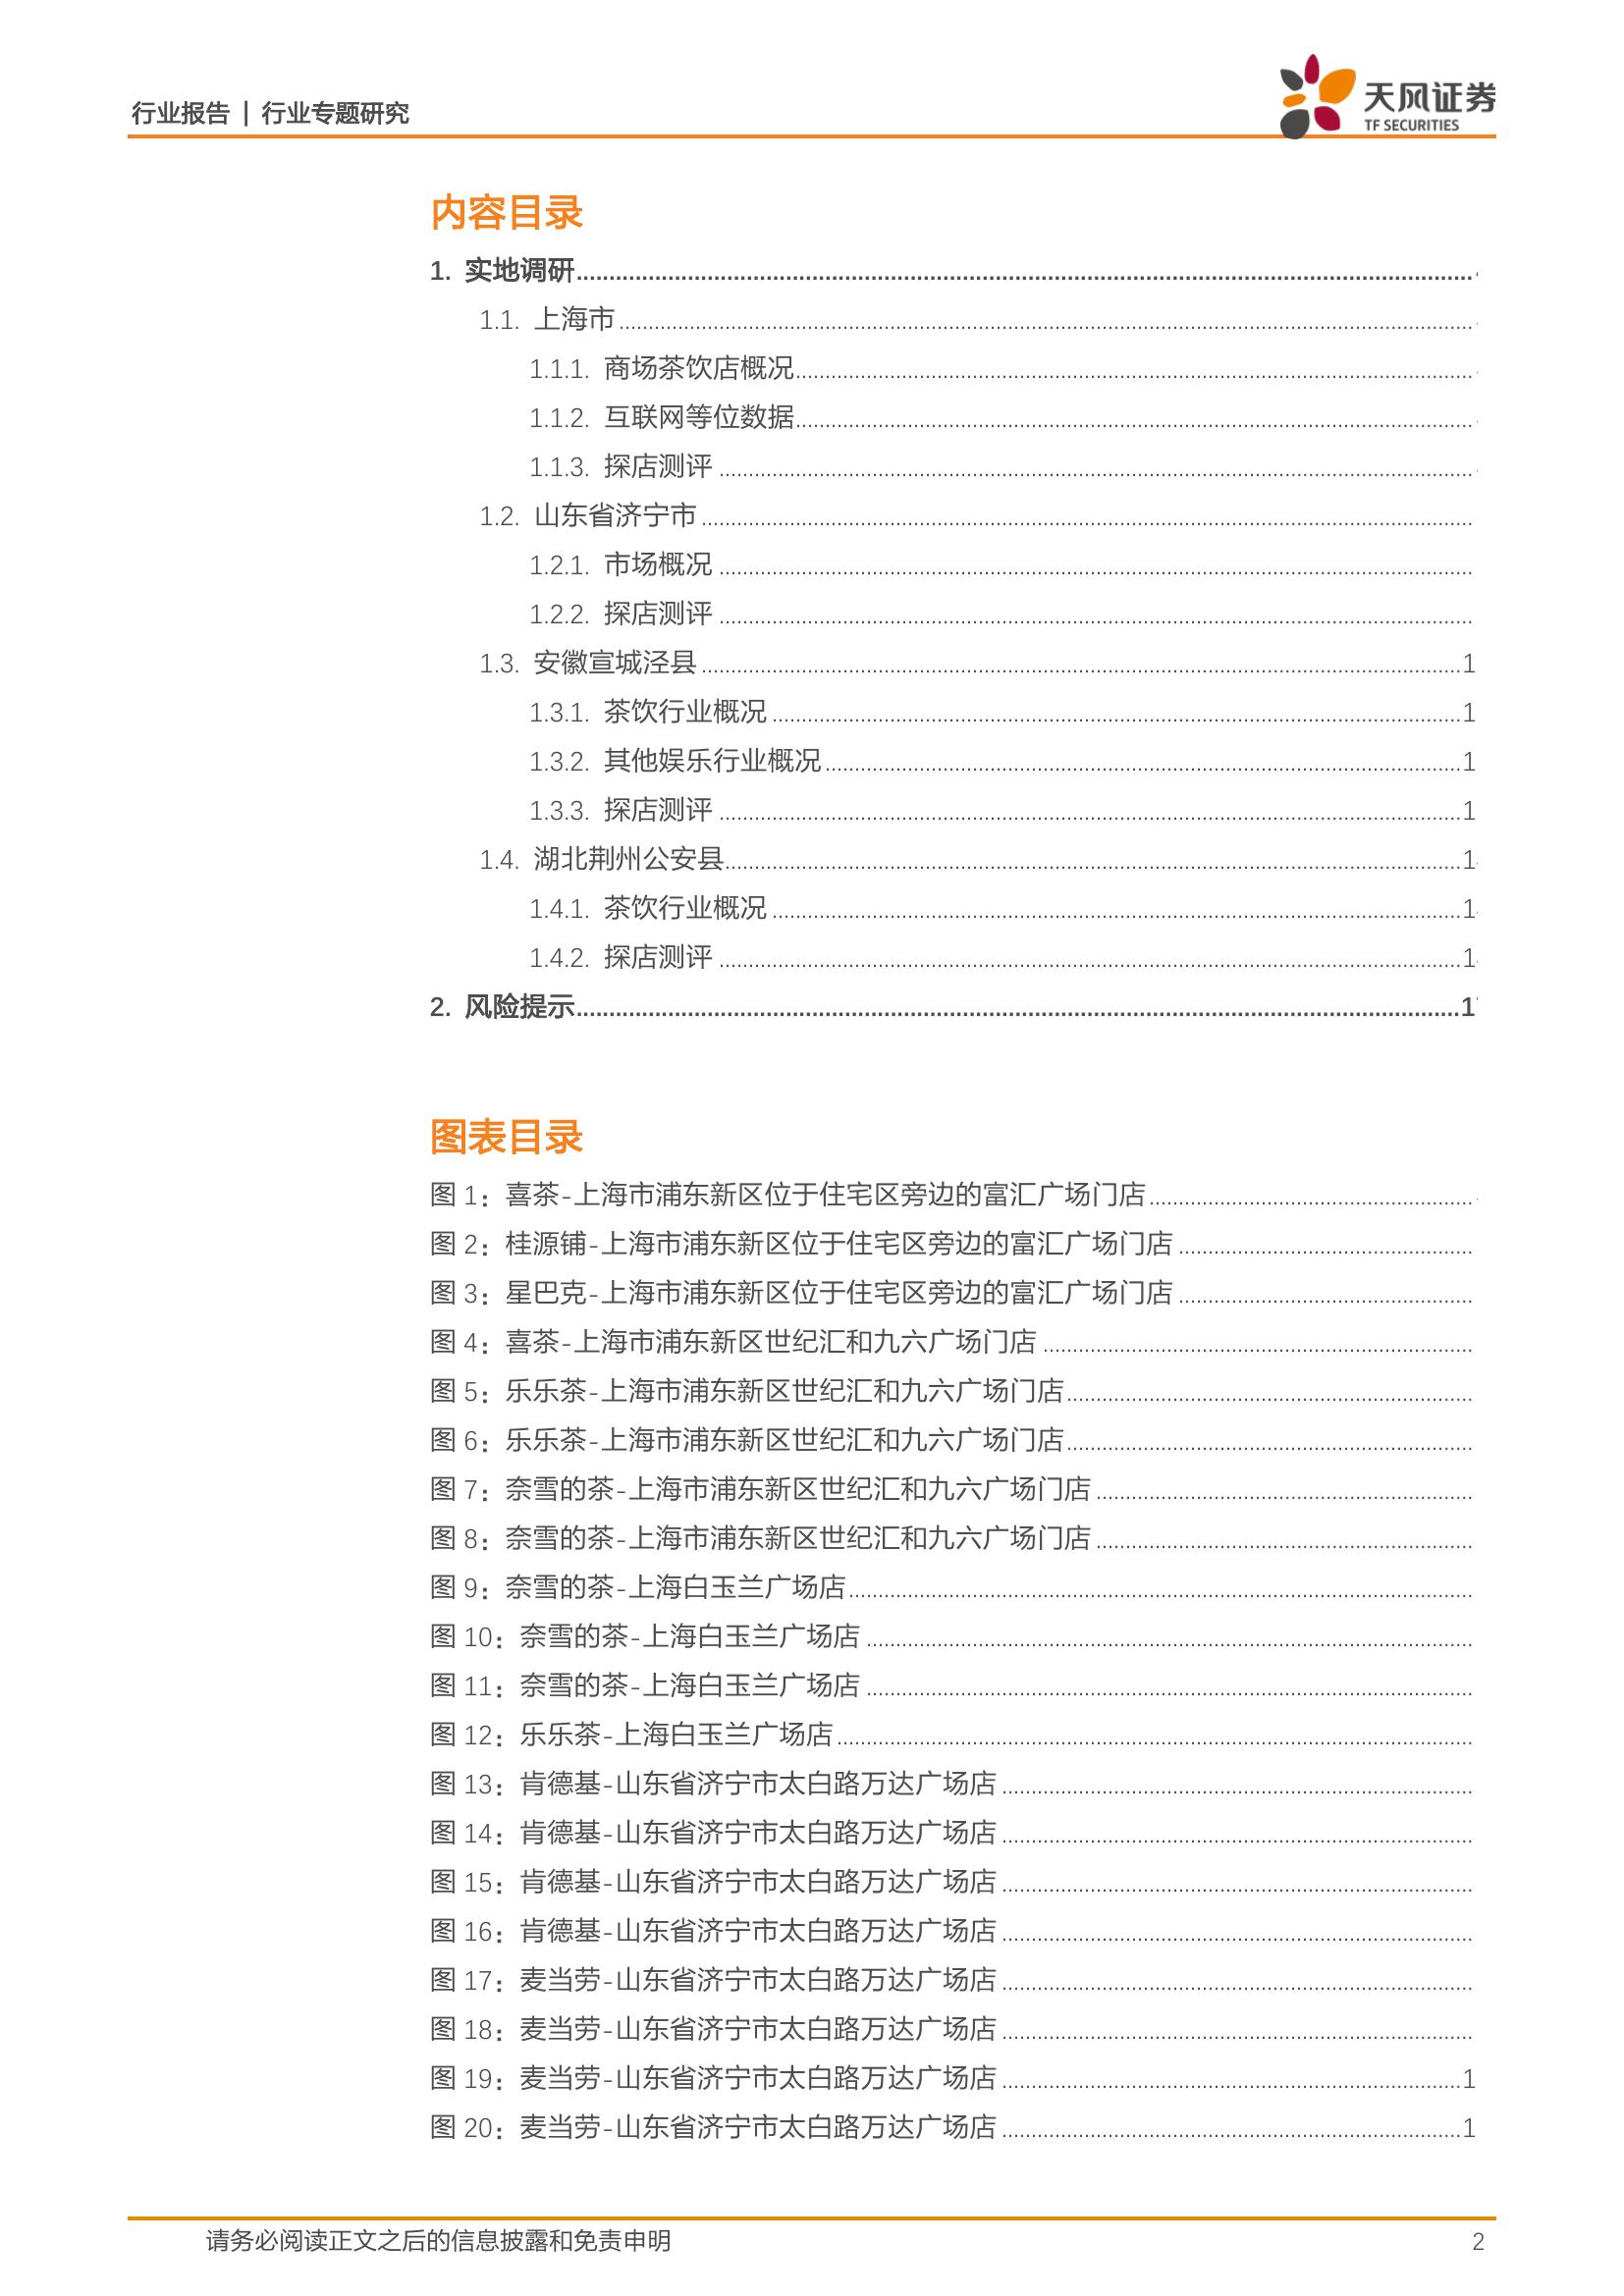 行业报告 | 行业专题研究
天风证券
TF SECURITIES
内容目录
1. 实地调研
1.1. 上海市
1.1.1. 商场茶饮店概况
1.1.2. 互联网等位数据
1.1.3. 探店测评
1.2. 山东省济宁市
1.2.1. 市场概况
1.2.2. 探店测评
1.3. 安徽宣城泾县
1.3.1. 茶饮行业概况
1.3.2. 其他娱乐行业概况
1.3.3. 探店测评
1.4. 湖北荆州公安县
1.4.1. 茶饮行业概况
1.4.2. 探店测评
2. 风险提示
图表目录
图 1：喜茶-上海市浦东新区位于住宅区旁边的富汇广场门店
图 2：桂源铺-上海市浦东新区位于住宅区旁边的富汇广场门店
图 3：星巴克-上海市浦东新区位于住宅区旁边的富汇广场门店
图 4：喜茶-上海市浦东新区世纪汇和九六广场门店
图 5：乐乐茶-上海市浦东新区世纪汇和九六广场门店
图 6：乐乐茶-上海市浦东新区世纪汇和九六广场门店
图 7：奈雪的茶-上海市浦东新区世纪汇和九六广场门店
图 8：奈雪的茶-上海市浦东新区世纪汇和九六广场门店
图 9：奈雪的茶-上海白玉兰广场店
图 10：奈雪的茶-上海白玉兰广场店
图 11：奈雪的茶-上海白玉兰广场店
图 12：乐乐茶-上海白玉兰广场店
图 13：肯德基-山东省济宁市太白路万达广场店
图 14：肯德基-山东省济宁市太白路万达广场店
图 15：肯德基-山东省济宁市太白路万达广场店
图 16：肯德基-山东省济宁市太白路万达广场店
图 17：麦当劳-山东省济宁市太白路万达广场店
图 18：麦当劳-山东省济宁市太白路万达广场店
图 19：麦当劳-山东省济宁市太白路万达广场店
图 20：麦当劳-山东省济宁市太白路万达广场店
请务必阅读正文之后的信息披露和免责申明 2